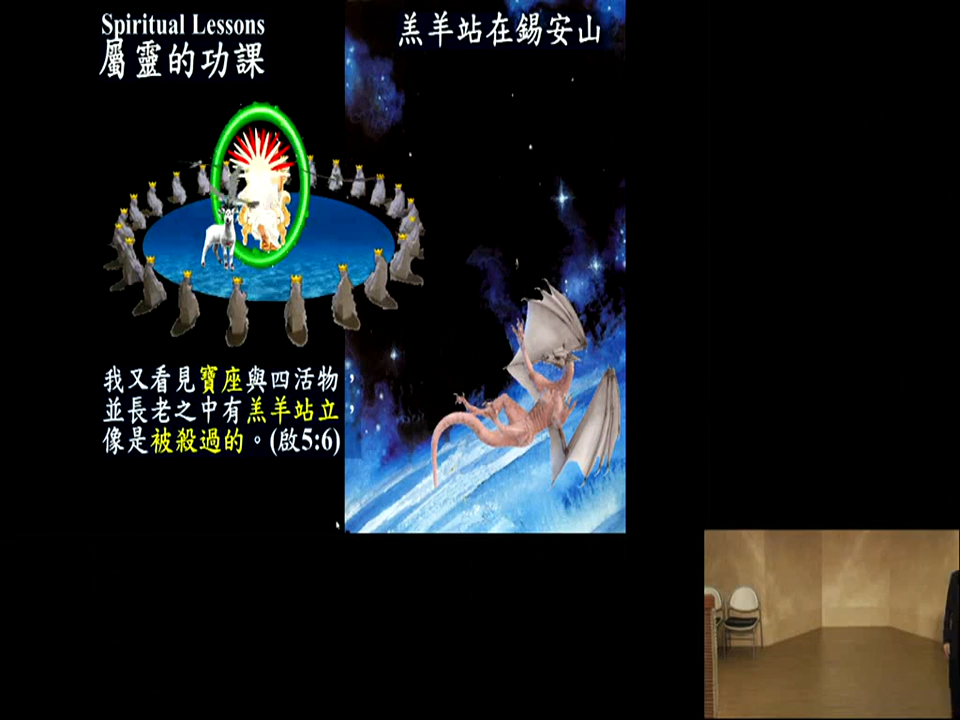 Spiritual Lessons
屬靈的功課
羔羊站在錫安山
我又看見寶座與四活物，
並長老之中有羔羊站立，
像是被殺過的。(啟5:6)